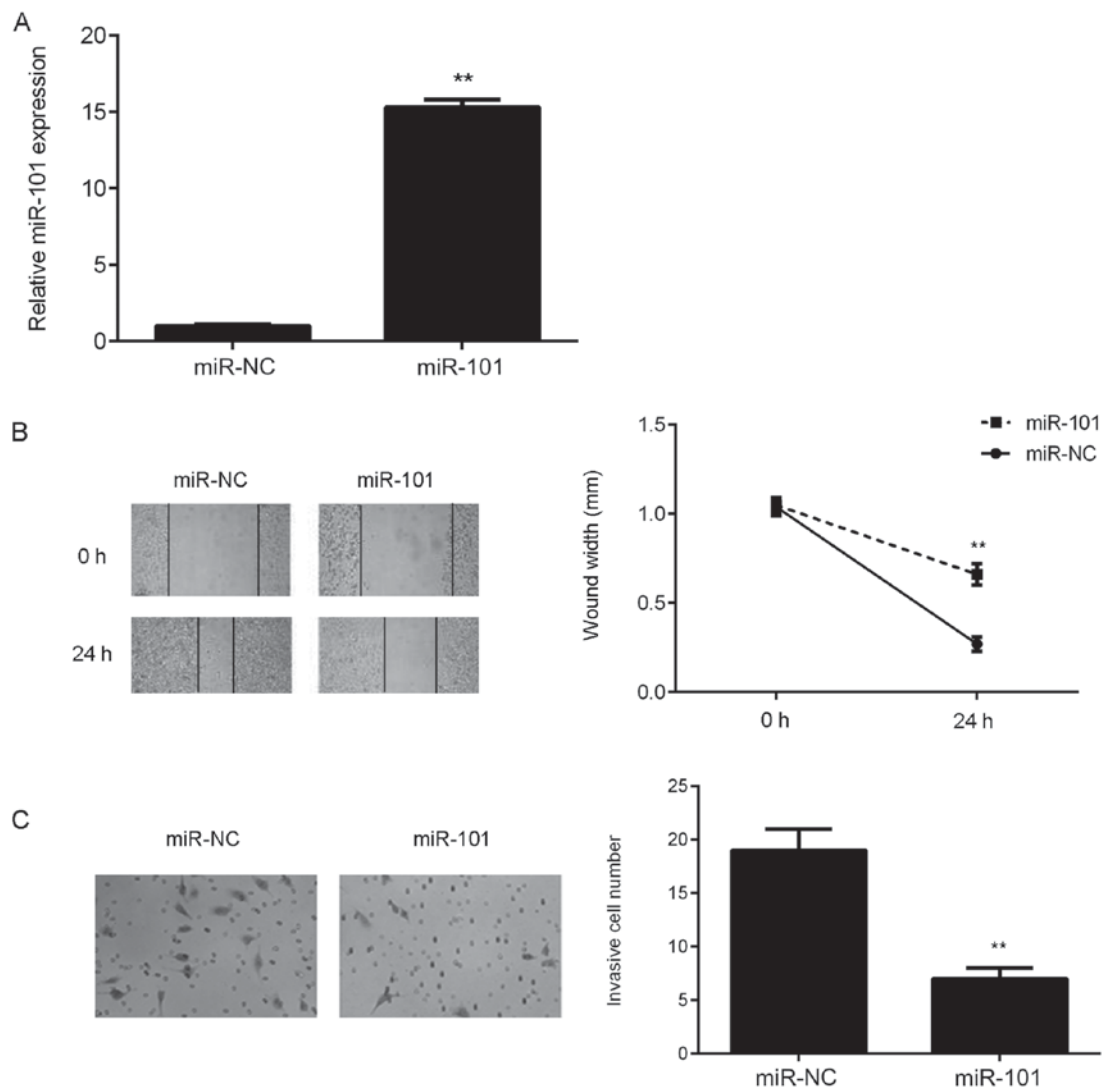 A
Relative miR-101 expression
20
15
10
5
0
**
miR-NC
miR-101
B
miR-NC
miR-101
0 h
24 h
Wound width (mm)
1.5
1.0
0.5
0.0
miR-101
miR-NC
**
0 h
24 h
C
miR-NC
miR-101
Invasive cell number
25
20
15
10
5
0
**
miR-NC
miR-101